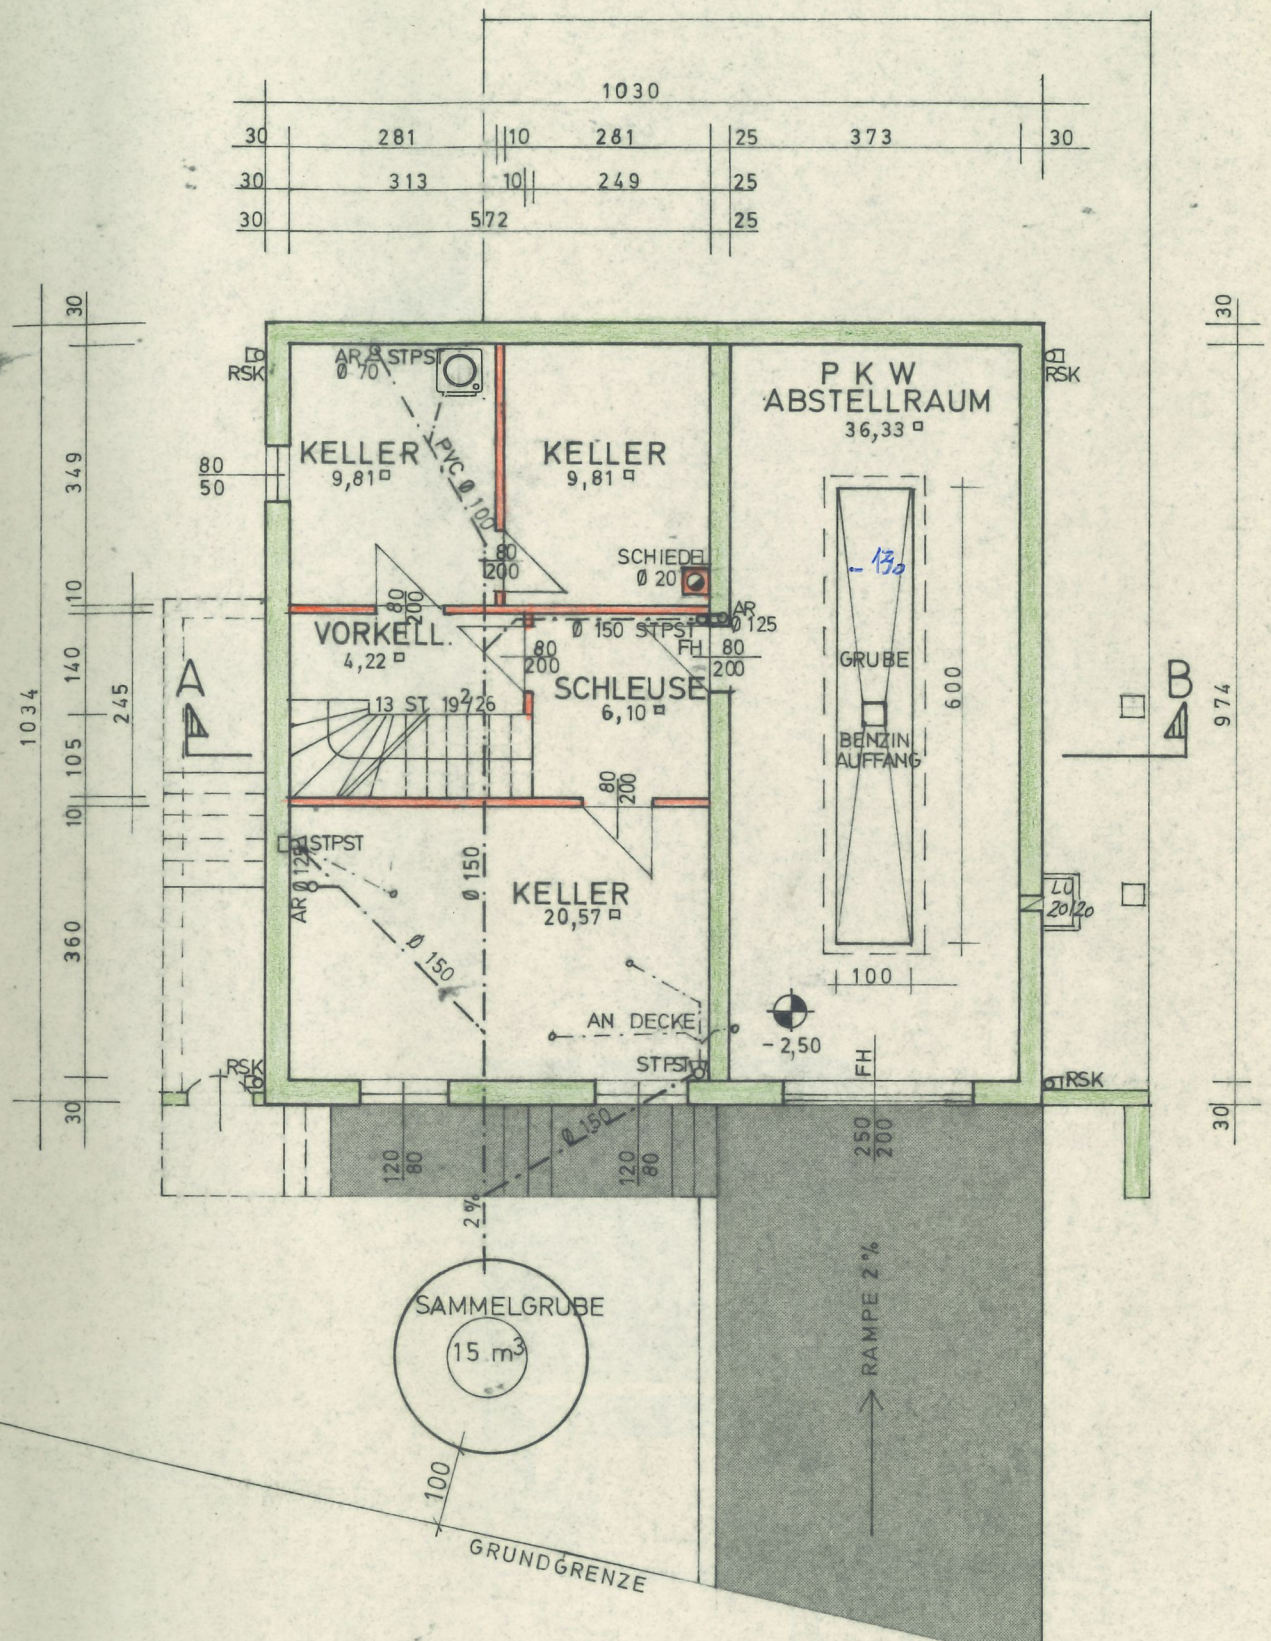 1030
30 281 10 281 25 373 30
30 313 10 249 25
30 572 25
30
349
10
140
105
10
360
30
1034
245
30
974
30
RSK
AR STPST
Ø 70
KELLER
9,81
80
50
PVC Ø 100
KELLER
9,81
80
200
SCHIEDEL
Ø 20
P K W
ABSTELLRAUM
36,33
RSK
GRUBE
BENZIN
AUFFANG
600
100
80
200
VORKELL.
4,22
Ø 150 STPST
AR
Ø 125
FH 80
200
80
200
SCHLEUSE
6,10
13 ST 19²/26
80
200
A
B
STPST
AR Ø 125
Ø 150
KELLER
20,57
Ø 150
AN DECKE
STPST
-2,50
FH
LÜ
20/20
RSK
RSK
120
80
Ø 150
120
80
250
200
2%
SAMMELGRUBE
15 m³
100
GRUNDGRENZE
RAMPE 2%